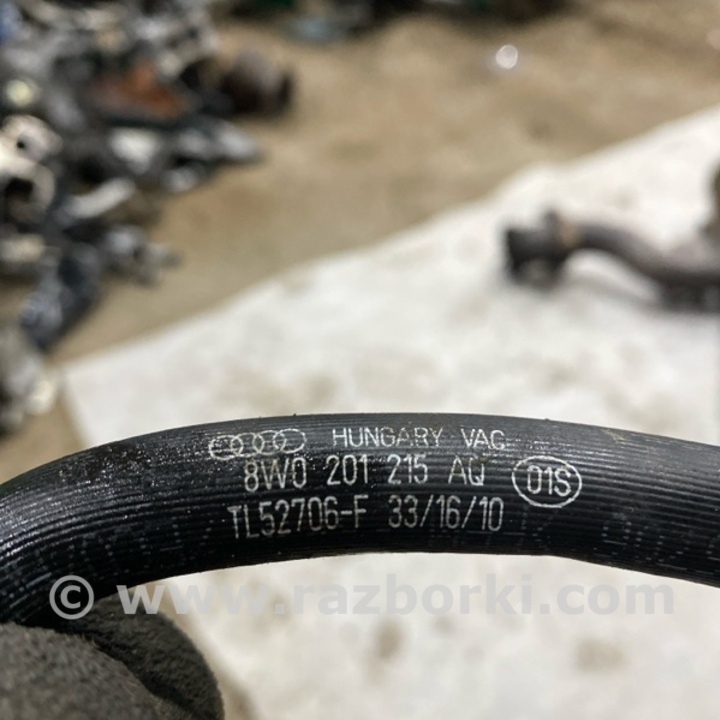 HUNGARY VAG
8W0 201 215 AQ 01S
TL52706-F 33/16/10
© www.razborki.com